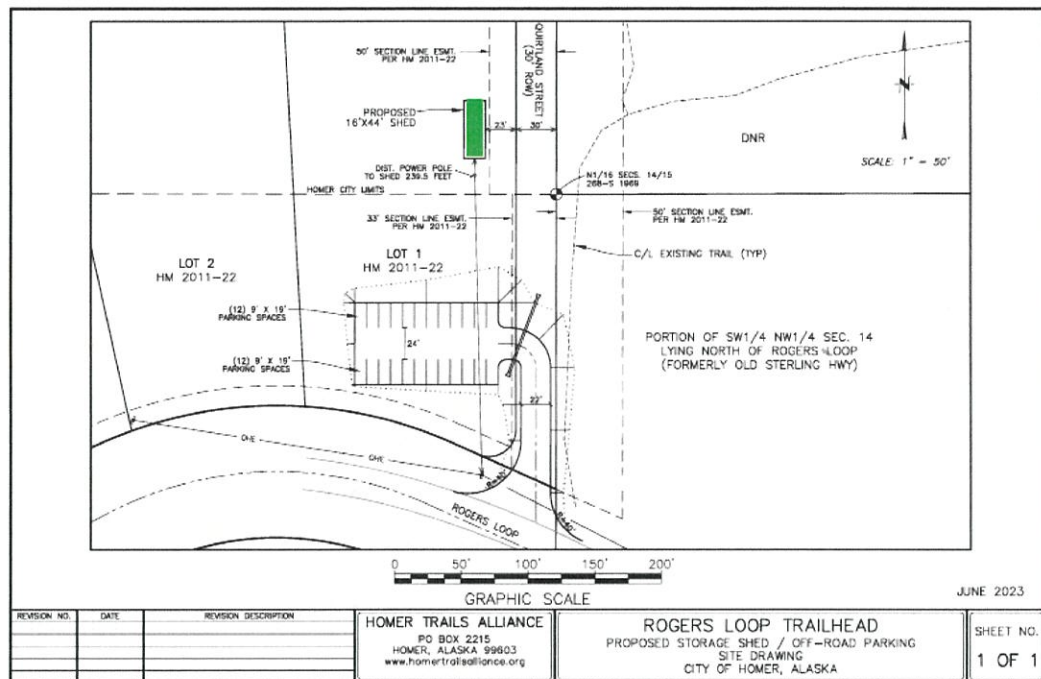 50' SECTION LINE ESMT.
PER HM 2011-22
QUIRTLAND STREET
(30' ROW)
N
PROPOSED
16'X44' SHED
23'
30'
DNR
SCALE: 1" = 50'
DIST. POWER POLE
TO SHED 239.5 FEET
N1/16 SECS. 14/15
268-S 1969
HOMER CITY LIMITS
33' SECTION LINE ESMT.
PER HM 2011-22
50' SECTION LINE ESMT.
PER HM 2011-22
LOT 2
HM 2011-22
LOT 1
HM 2011-22
C/L EXISTING TRAIL (TYP)
(12) 9' X 19'
PARKING SPACES
24'
PORTION OF SW1/4 NW1/4 SEC. 14
LYING NORTH OF ROGERS LOOP
(FORMERLY OLD STERLING HWY)
(12) 9' X 19'
PARKING SPACES
22'
OHE
OHE
R=40'
R=40'
ROGERS LOOP
0 50' 100' 150' 200'
GRAPHIC SCALE
JUNE 2023
REVISION NO. DATE REVISION DESCRIPTION
HOMER TRAILS ALLIANCE
PO BOX 2215
HOMER, ALASKA 99603
www.homertrailsalliance.org
ROGERS LOOP TRAILHEAD
PROPOSED STORAGE SHED / OFF-ROAD PARKING
SITE DRAWING
CITY OF HOMER, ALASKA
SHEET NO.
1 OF 1